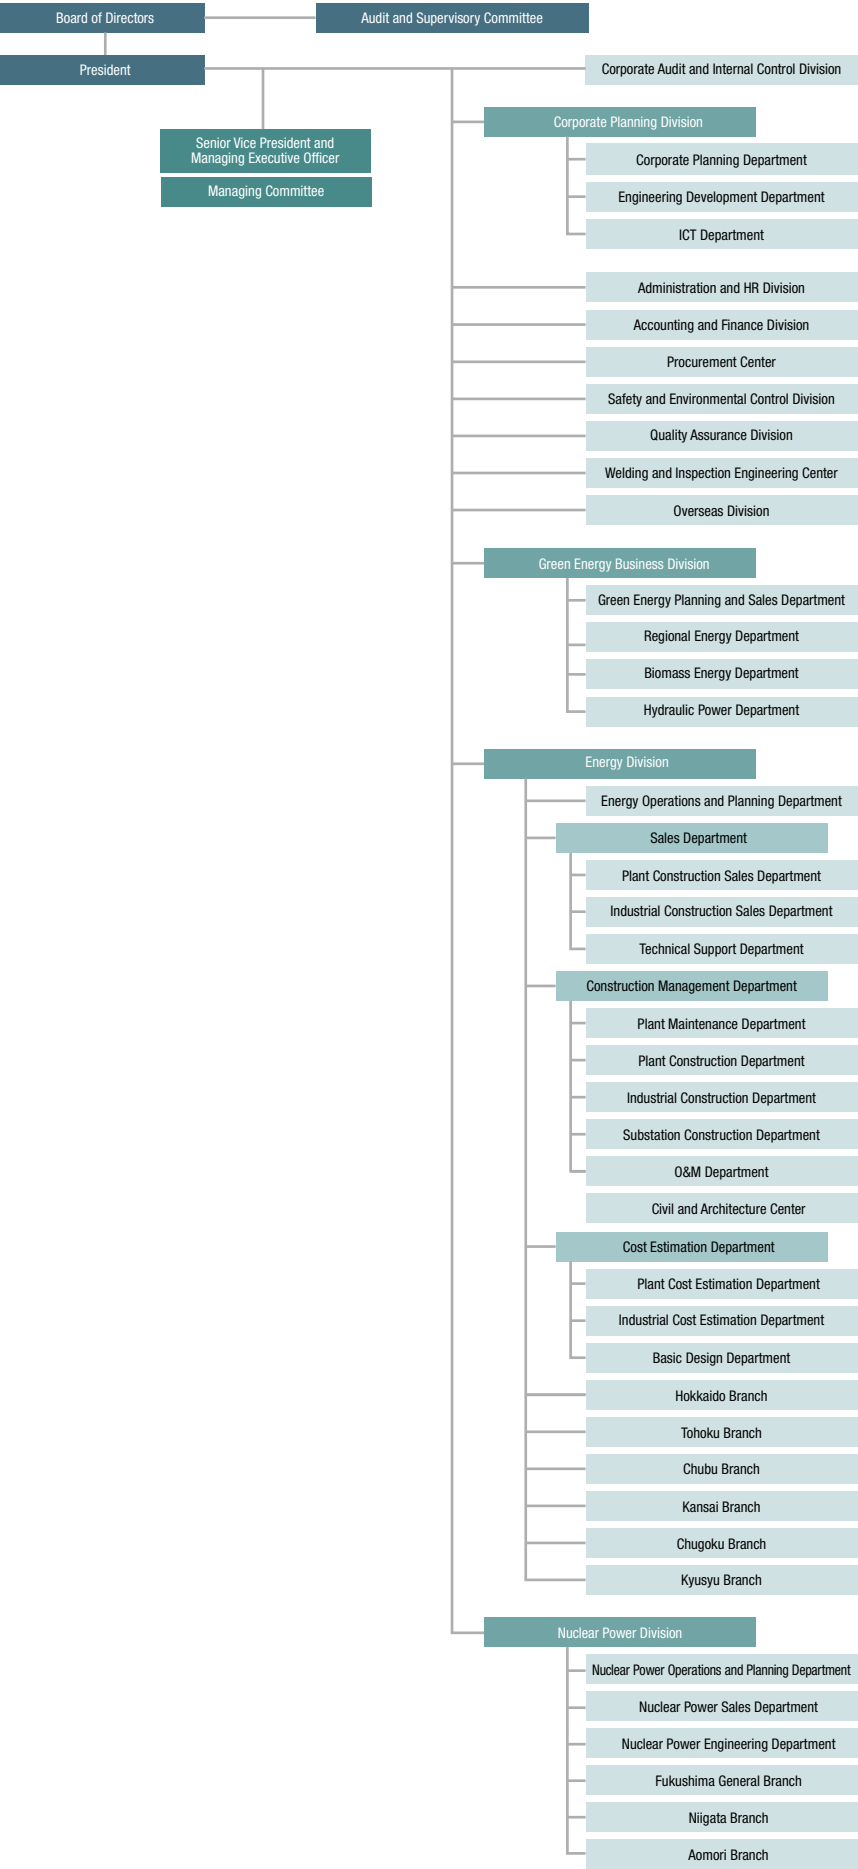 Board of Directors
Audit and Supervisory Committee
President
Corporate Audit and Internal Control Division
Senior Vice President and
Managing Executive Officer
Managing Committee
Corporate Planning Division
Corporate Planning Department
Engineering Development Department
ICT Department
Administration and HR Division
Accounting and Finance Division
Procurement Center
Safety and Environmental Control Division
Quality Assurance Division
Welding and Inspection Engineering Center
Overseas Division
Green Energy Business Division
Green Energy Planning and Sales Department
Regional Energy Department
Biomass Energy Department
Hydraulic Power Department
Energy Division
Energy Operations and Planning Department
Sales Department
Plant Construction Sales Department
Industrial Construction Sales Department
Technical Support Department
Construction Management Department
Plant Maintenance Department
Plant Construction Department
Industrial Construction Department
Substation Construction Department
O&M Department
Civil and Architecture Center
Cost Estimation Department
Plant Cost Estimation Department
Industrial Cost Estimation Department
Basic Design Department
Hokkaido Branch
Tohoku Branch
Chubu Branch
Kansai Branch
Chugoku Branch
Kyusyu Branch
Nuclear Power Division
Nuclear Power Operations and Planning Department
Nuclear Power Sales Department
Nuclear Power Engineering Department
Fukushima General Branch
Niigata Branch
Aomori Branch